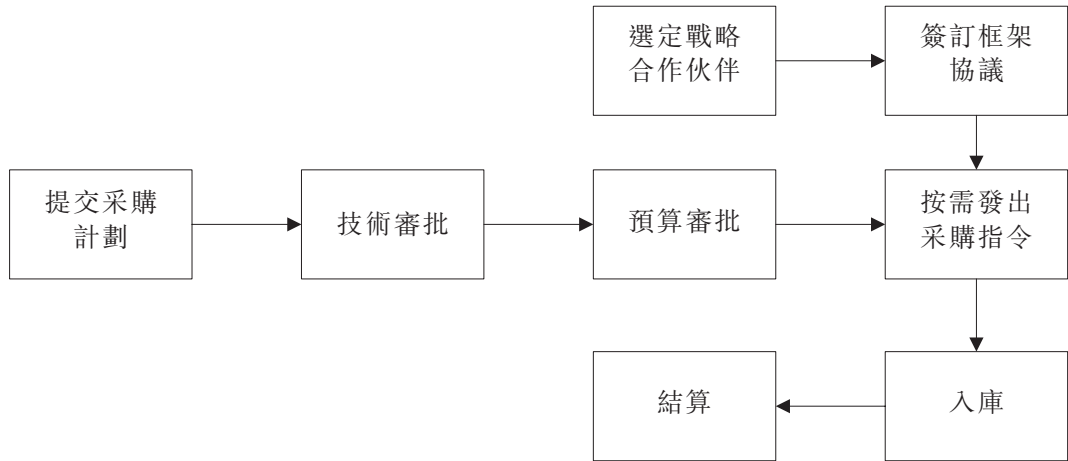 選定戰略
合作伙伴
簽訂框架
協議
提交采購
計劃
技術審批
預算審批
按需發出
采購指令
結算
入庫